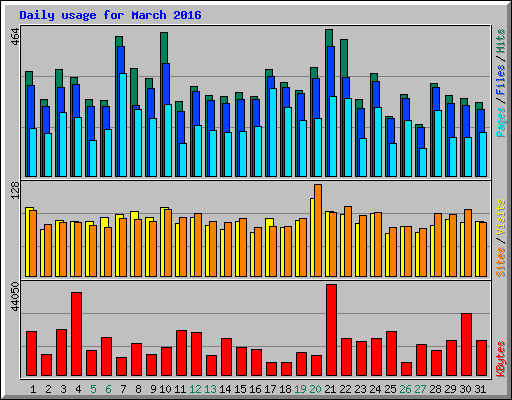 Daily usage for March 2016
464
Pages / Files / Hits
128
Sites / Visits
44050
KBytes
1 2 3 4 5 6 7 8 9 10 11 12 13 14 15 16 17 18 19 20 21 22 23 24 25 26 27 28 29 30 31